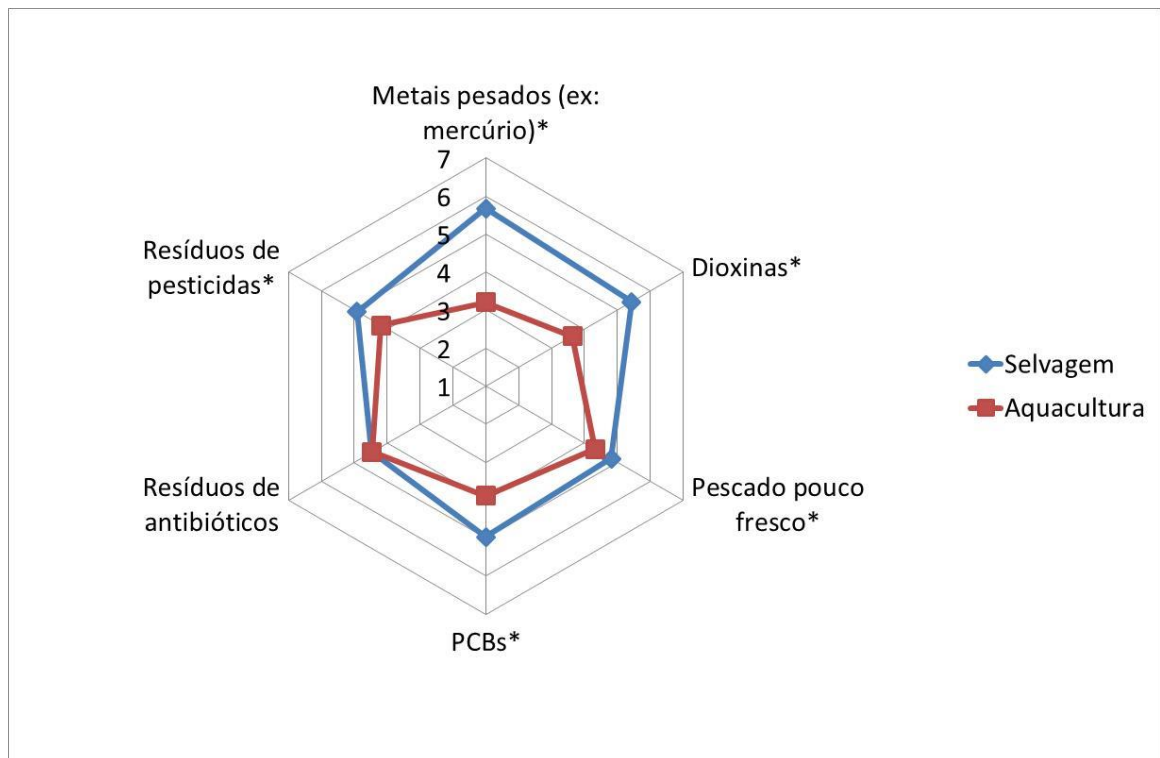 Metais pesados (ex:
mercúrio)*
7
6
5
4
3
2
1
Resíduos de
pesticidas*
Dioxinas*
Selvagem
Aquacultura
Resíduos de
antibióticos
Pescado pouco
fresco*
PCBs*